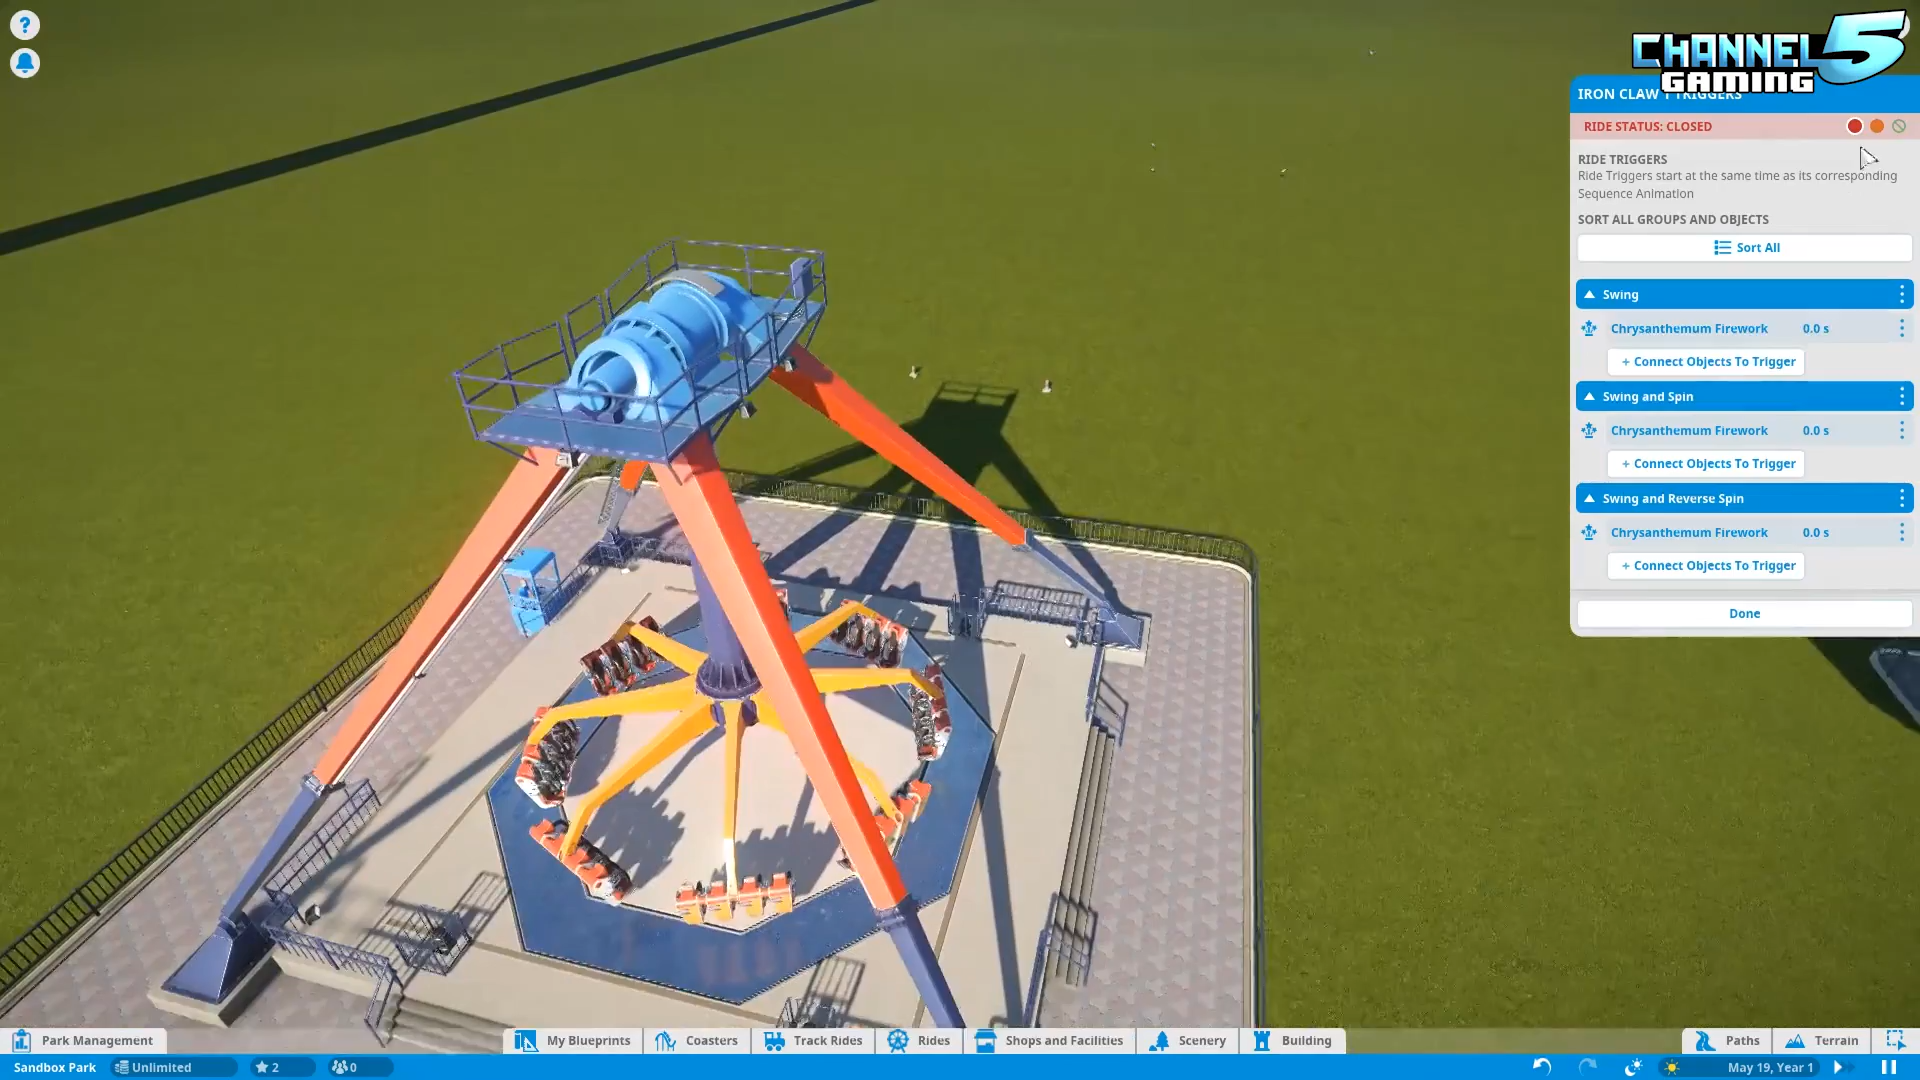 ?
CHANNEL 5
GAMING
IRON CLAW 1 TRIGGERS
RIDE STATUS: CLOSED
RIDE TRIGGERS
Ride Triggers start at the same time as its corresponding
Sequence Animation
SORT ALL GROUPS AND OBJECTS
Sort All
Swing
Chrysanthemum Firework 0.0 s
+ Connect Objects To Trigger
Swing and Spin
Chrysanthemum Firework 0.0 s
+ Connect Objects To Trigger
Swing and Reverse Spin
Chrysanthemum Firework 0.0 s
+ Connect Objects To Trigger
Done
Park Management My Blueprints Coasters Track Rides Rides Shops and Facilities Scenery Building Paths Terrain
Sandbox Park Unlimited 2 0 May 19, Year 1